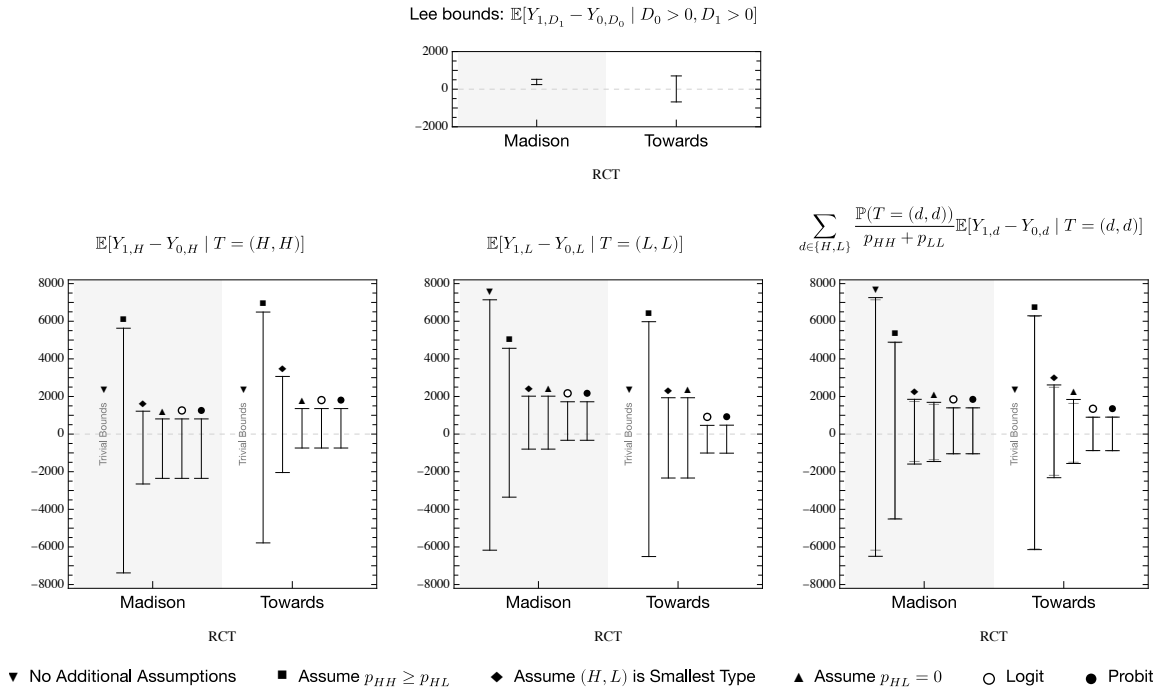 Lee bounds: 𝔼[Y_{1,D_1} − Y_{0,D_0} | D_0 > 0, D_1 > 0]
2000
0
−2000
Madison Towards
RCT
𝔼[Y_{1,H} − Y_{0,H} | T = (H, H)]
8000
6000
4000
2000
0
−2000
−4000
−6000
−8000
Trivial Bounds
Trivial Bounds
Madison Towards
RCT
𝔼[Y_{1,L} − Y_{0,L} | T = (L, L)]
8000
6000
4000
2000
0
−2000
−4000
−6000
−8000
Trivial Bounds
Madison Towards
RCT
∑_{d∈{H,L}} ℙ(T = (d, d)) / (p_{HH} + p_{LL}) 𝔼[Y_{1,d} − Y_{0,d} | T = (d, d)]
8000
6000
4000
2000
0
−2000
−4000
−6000
−8000
Trivial Bounds
Madison Towards
RCT
▼ No Additional Assumptions ■ Assume p_{HH} ≥ p_{HL} ◆ Assume (H, L) is Smallest Type ▲ Assume p_{HL} = 0 ○ Logit ● Probit